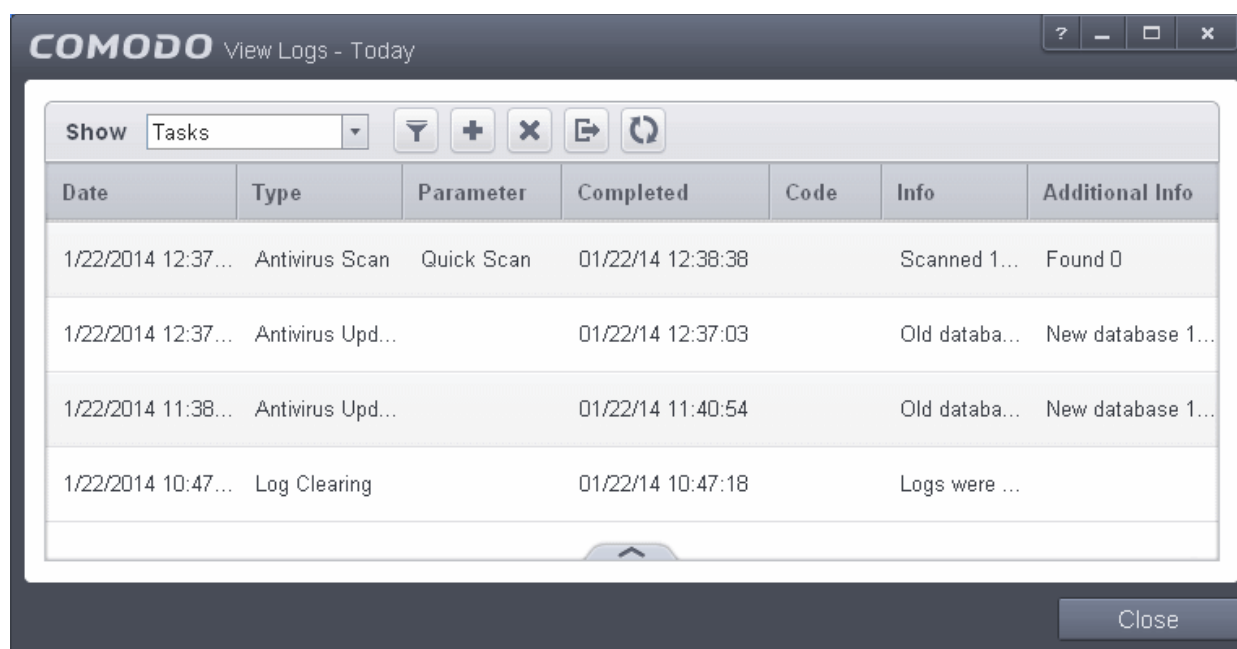 COMODO View Logs - Today
?
Show Tasks
Date Type Parameter Completed Code Info Additional Info
1/22/2014 12:37... Antivirus Scan Quick Scan 01/22/14 12:38:38 Scanned 1... Found 0
1/22/2014 12:37... Antivirus Upd... 01/22/14 12:37:03 Old databa... New database 1...
1/22/2014 11:38... Antivirus Upd... 01/22/14 11:40:54 Old databa... New database 1...
1/22/2014 10:47... Log Clearing 01/22/14 10:47:18 Logs were ...
Close